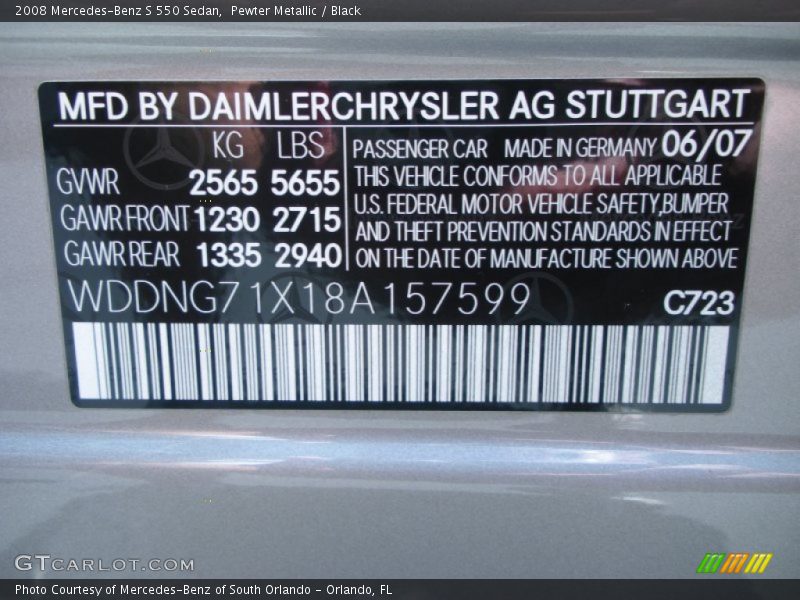 2008 Mercedes-Benz S 550 Sedan, Pewter Metallic / Black
MFD BY DAIMLERCHRYSLER AG STUTTGART
KG LBS
GVWR 2565 5655
GAWR FRONT 1230 2715
GAWR REAR 1335 2940
PASSENGER CAR MADE IN GERMANY 06/07
THIS VEHICLE CONFORMS TO ALL APPLICABLE
U.S. FEDERAL MOTOR VEHICLE SAFETY,BUMPER
AND THEFT PREVENTION STANDARDS IN EFFECT
ON THE DATE OF MANUFACTURE SHOWN ABOVE
WDDNG71X18A157599 C723
GTCARLOT.COM
Photo Courtesy of Mercedes-Benz of South Orlando - Orlando, FL